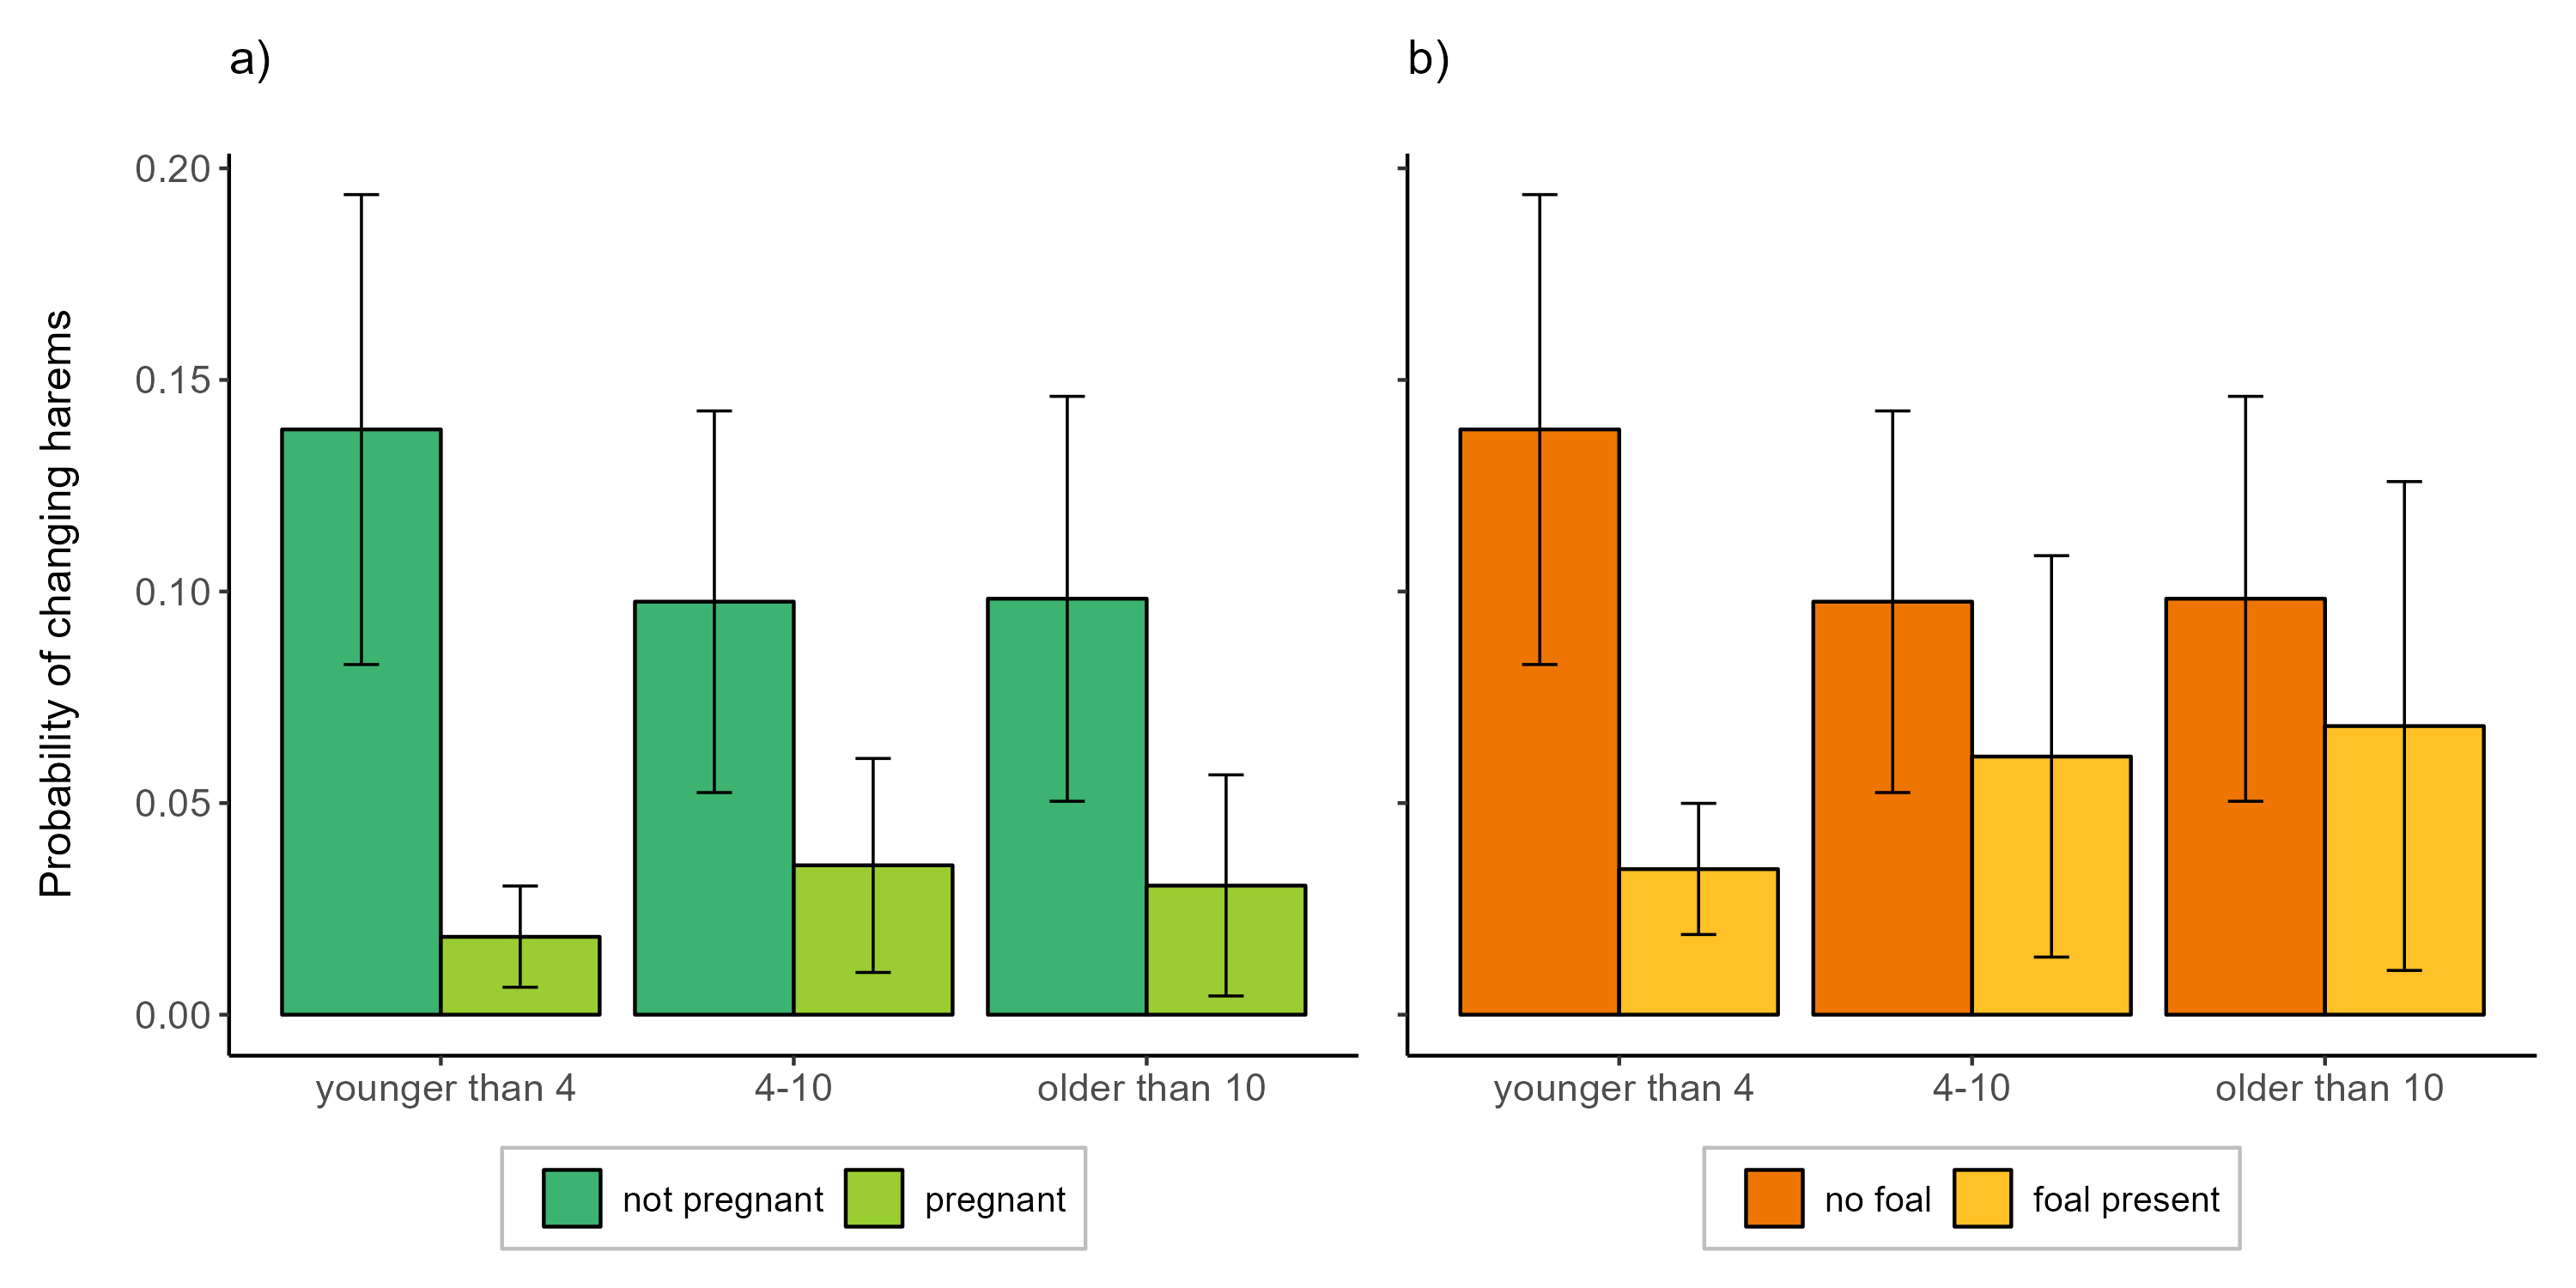 a)
b)
Probability of changing harems
0.20
0.15
0.10
0.05
0.00
younger than 4
4-10
older than 10
younger than 4
4-10
older than 10
not pregnant
pregnant
no foal
foal present